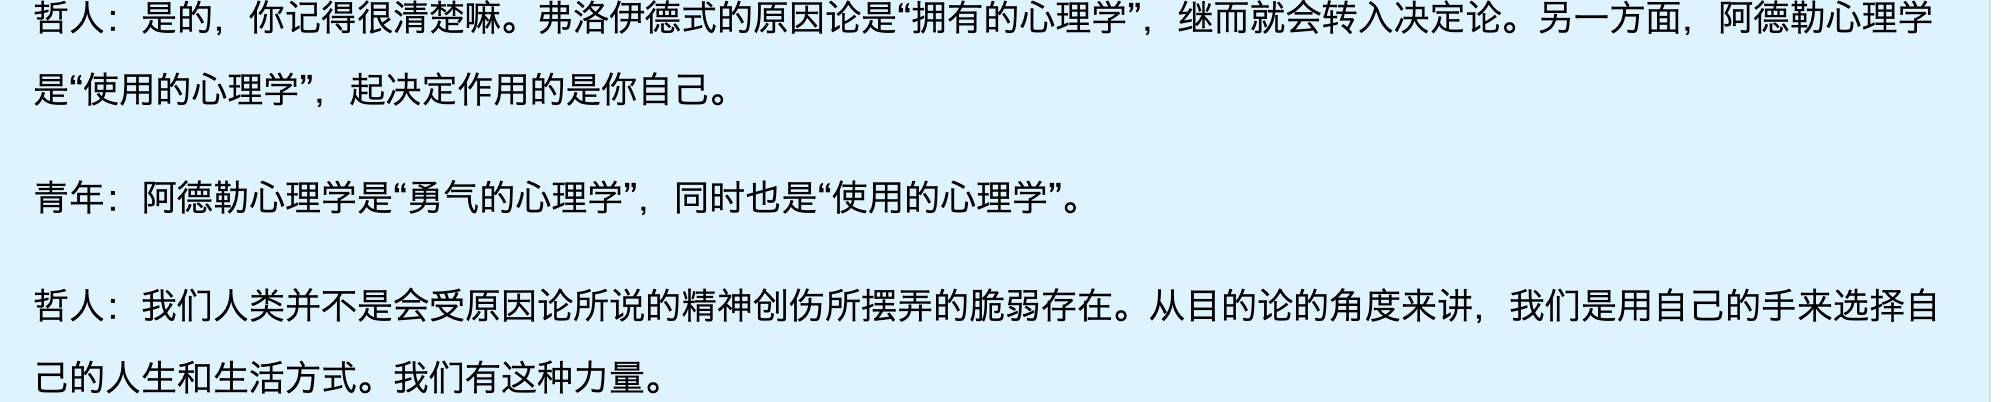 哲人：是的，你记得很清楚嘛。弗洛伊德式的原因论是“拥有的心理学”，继而就会转入决定论。另一方面，阿德勒心理学
是“使用的心理学”，起决定作用的是你自己。
青年：阿德勒心理学是“勇气的心理学”，同时也是“使用的心理学”。
哲人：我们人类并不是会受原因论所说的精神创伤所摆弄的脆弱存在。从目的论的角度来讲，我们是用自己的手来选择自
己的人生和生活方式。我们有这种力量。